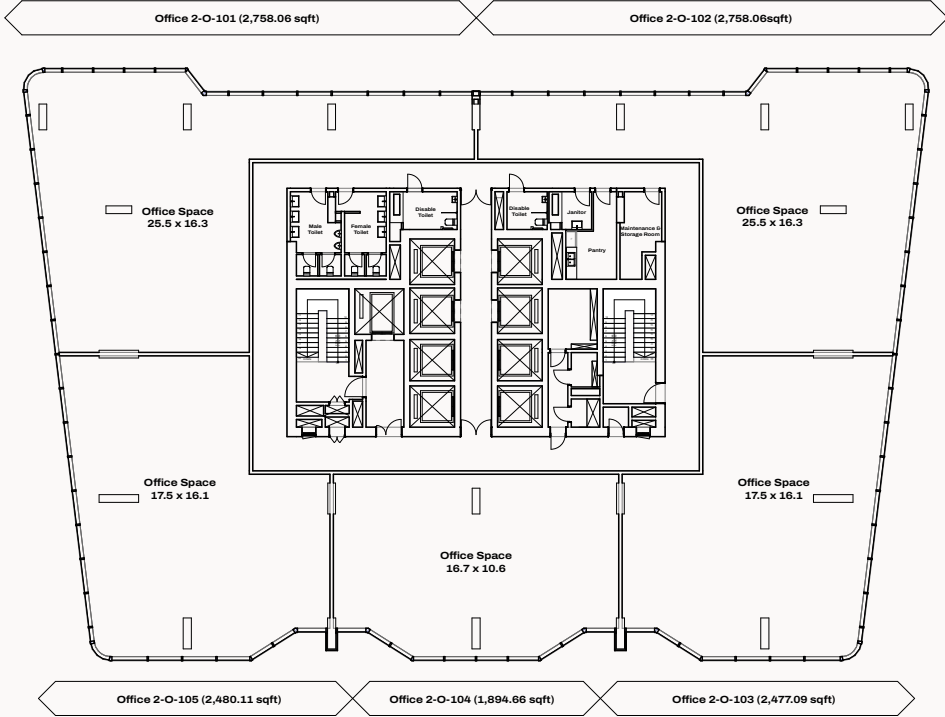 Office 2-O-101 (2,758.06 sqft)
Office 2-O-102 (2,758.06sqft)
Office Space
25.5 x 16.3
Male
Toilet
Female
Toilet
Disable
Toilet
Disable
Toilet
Janitor
Pantry
Maintenance &
Storage Room
Office Space
25.5 x 16.3
Office Space
17.5 x 16.1
Office Space
17.5 x 16.1
Office Space
16.7 x 10.6
Office 2-O-105 (2,480.11 sqft)
Office 2-O-104 (1,894.66 sqft)
Office 2-O-103 (2,477.09 sqft)